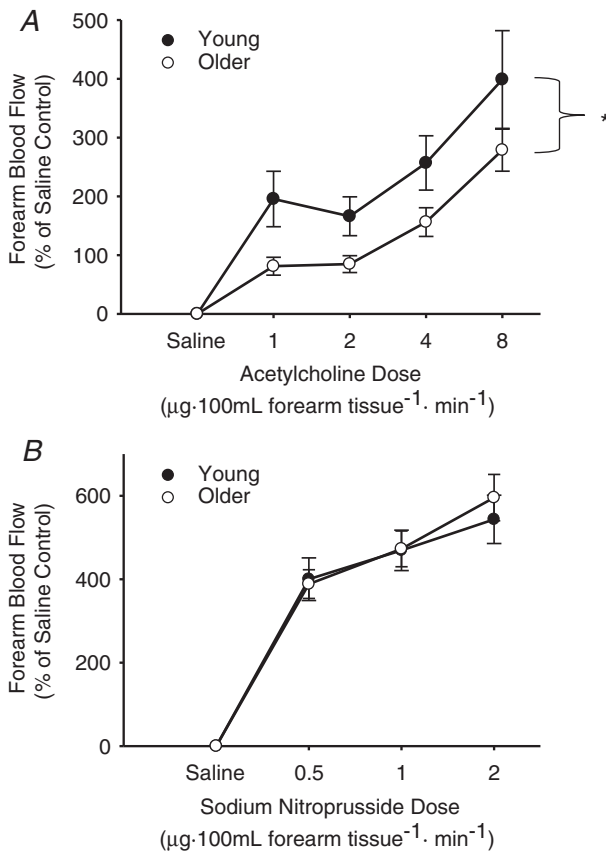 A
500
400
300
200
100
0
Forearm Blood Flow
(% of Saline Control)
Young
Older
*
Saline 1 2 4 8
Acetylcholine Dose
(μg·100mL forearm tissue⁻¹· min⁻¹)
B
600
400
200
0
Forearm Blood Flow
(% of Saline Control)
Young
Older
Saline 0.5 1 2
Sodium Nitroprusside Dose
(μg·100mL forearm tissue⁻¹· min⁻¹)